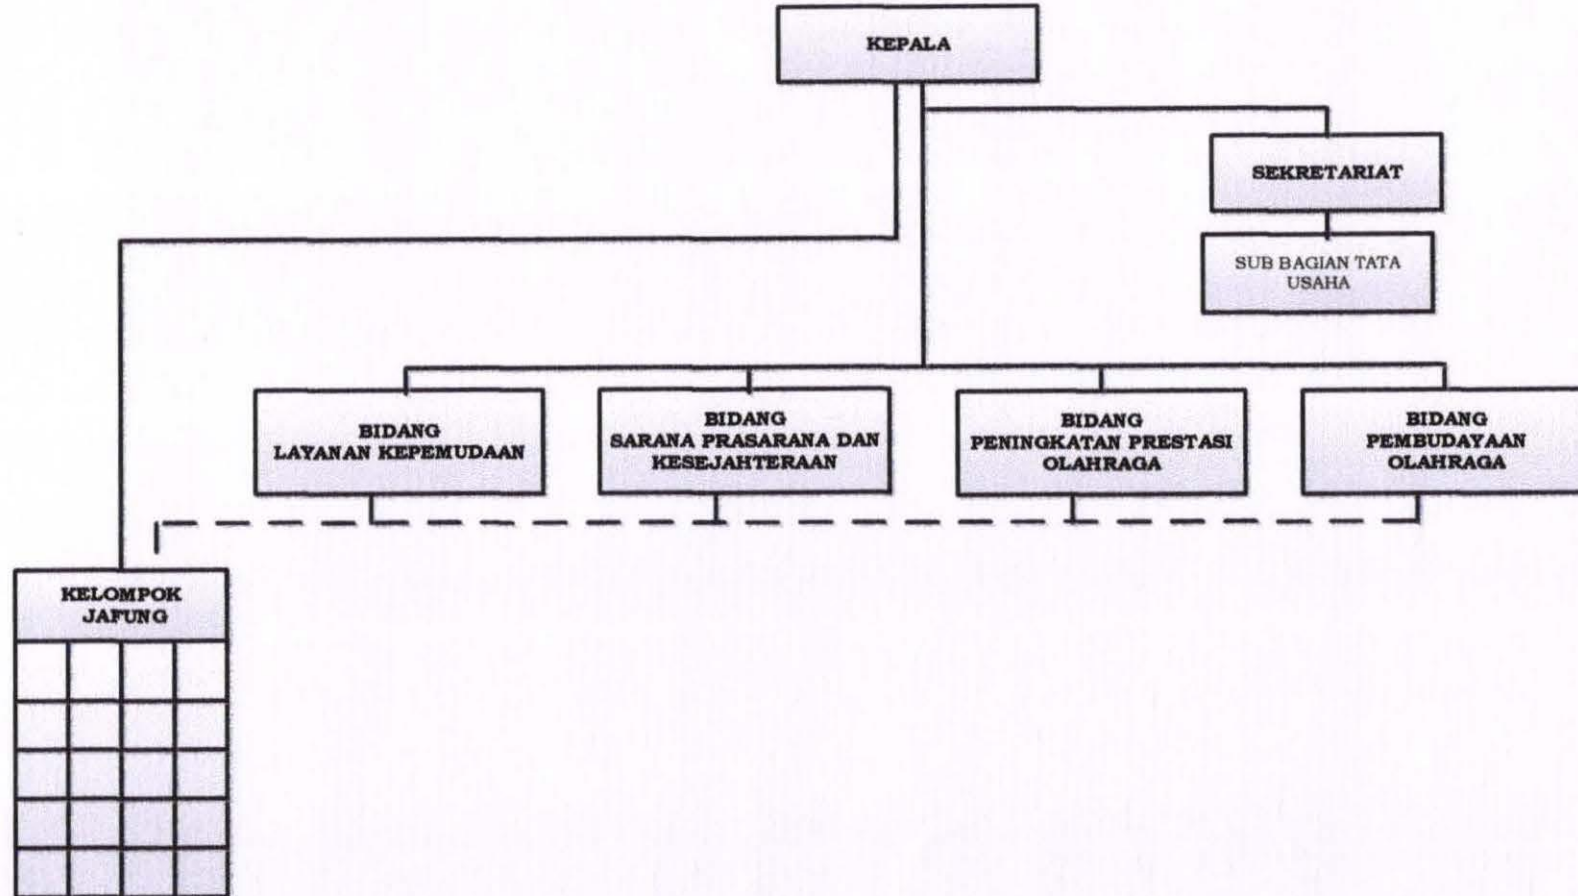 KEPALA
SEKRETARIAT
SUB BAGIAN TATA
USAHA
BIDANG
LAYANAN KEPEMUDAAN
BIDANG
SARANA PRASARANA DAN
KESEJAHTERAAN
BIDANG
PENINGKATAN PRESTASI
OLAHRAGA
BIDANG
PEMBUDAYAAN
OLAHRAGA
KELOMPOK
JAFUNG